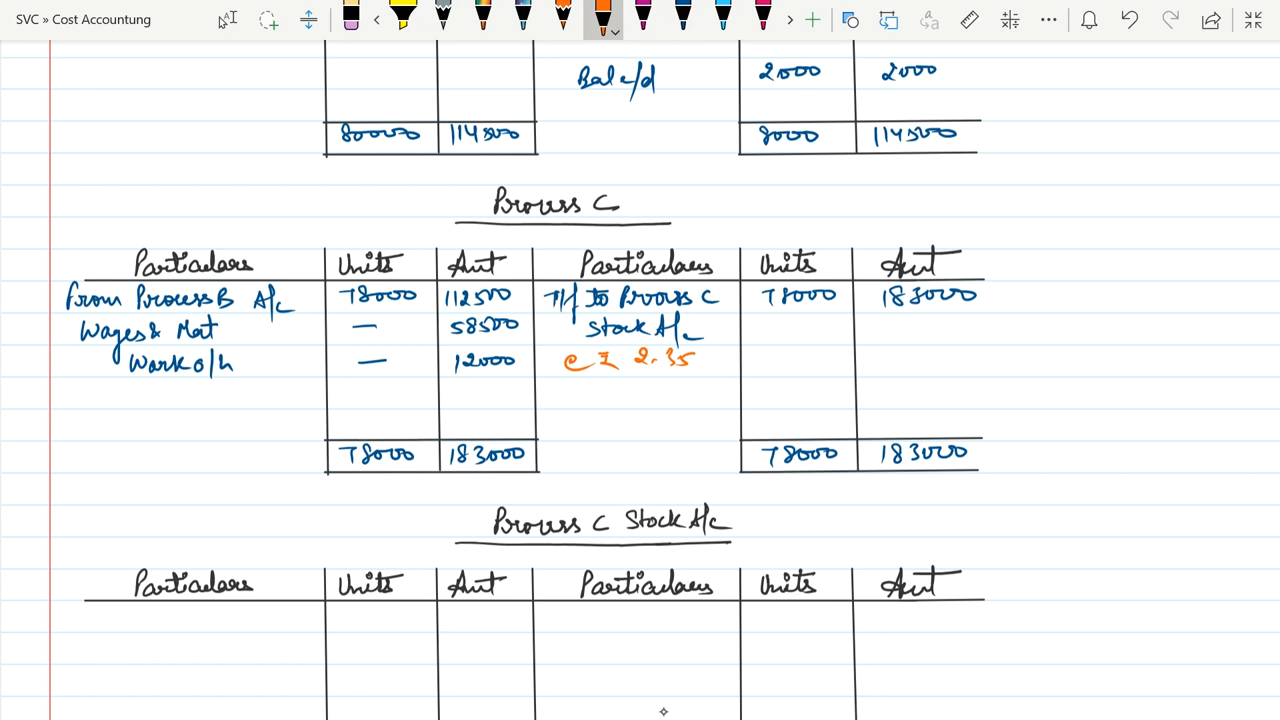 SVC » Cost Accountung
Bal c/d 2000 2000
80000 114500 8000 114500
Process C
Particulars Units Amt Particulars Units Amt
From Process B A/c 78000 112500 T/f to Process C 78000 183000
Wages & Mat — 58500 Stock A/c
Work o/h — 12000 @ ₹ 2.35
78000 183000 78000 183000
Process C Stock A/c
Particulars Units Amt Particulars Units Amt